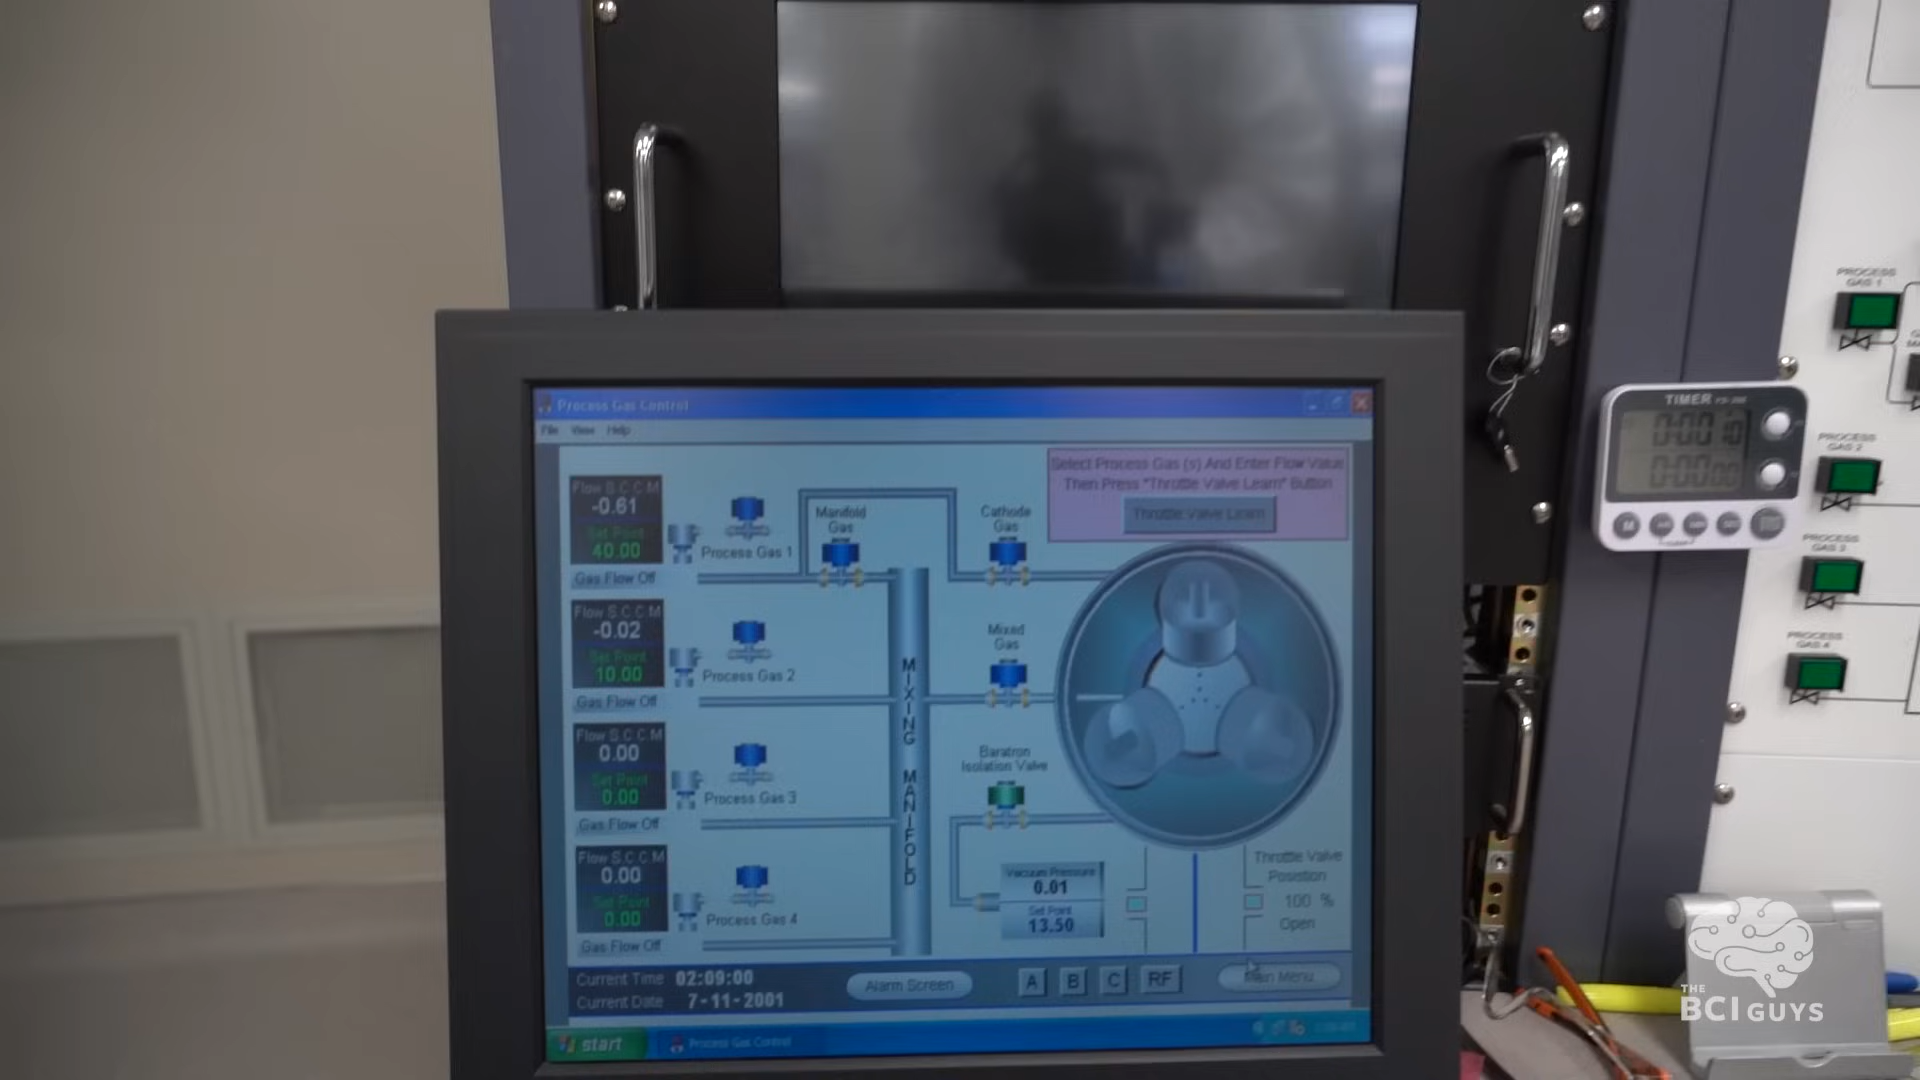 Process Gas Control
File View Help
Select Process Gas (s) And Enter Flow Value
Then Press "Throttle Valve Learn" Button
Throttle Valve Learn
Flow S.C.C.M
-0.61
Set Point
40.00
Gas Flow Off
Process Gas 1
Manifold
Gas
Cathode
Gas
Flow S.C.C.M
-0.02
Set Point
10.00
Gas Flow Off
Process Gas 2
Mixed
Gas
MIXING MANIFOLD
Flow S.C.C.M
0.00
Set Point
0.00
Gas Flow Off
Process Gas 3
Baratron
Isolation Valve
Flow S.C.C.M
0.00
Set Point
0.00
Gas Flow Off
Process Gas 4
Vacuum Pressure
0.01
Set Point
13.50
Throttle Valve
Posistion
100 %
Open
Current Time 02:09:00
Current Date 7-11-2001
Alarm Screen
A B C RF
Main Menu
start
Process Gas Control
TIMER
PROCESS
GAS 1
PROCESS
GAS 2
PROCESS
GAS 3
PROCESS
GAS 4
THE
BCI GUYS